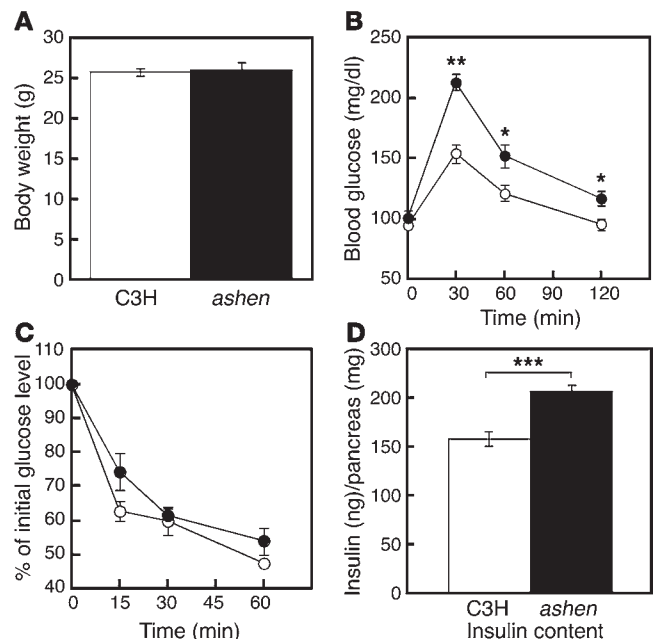 A
Body weight (g)
30
25
20
15
10
5
0
C3H
ashen
B
Blood glucose (mg/dl)
250
200
150
100
50
**
*
*
0 30 60 90 120
Time (min)
C
% of initial glucose level
110
100
90
80
70
60
50
40
0 15 30 45 60
Time (min)
D
Insulin (ng)/pancreas (mg)
300
200
150
100
50
0
***
C3H
ashen
Insulin content